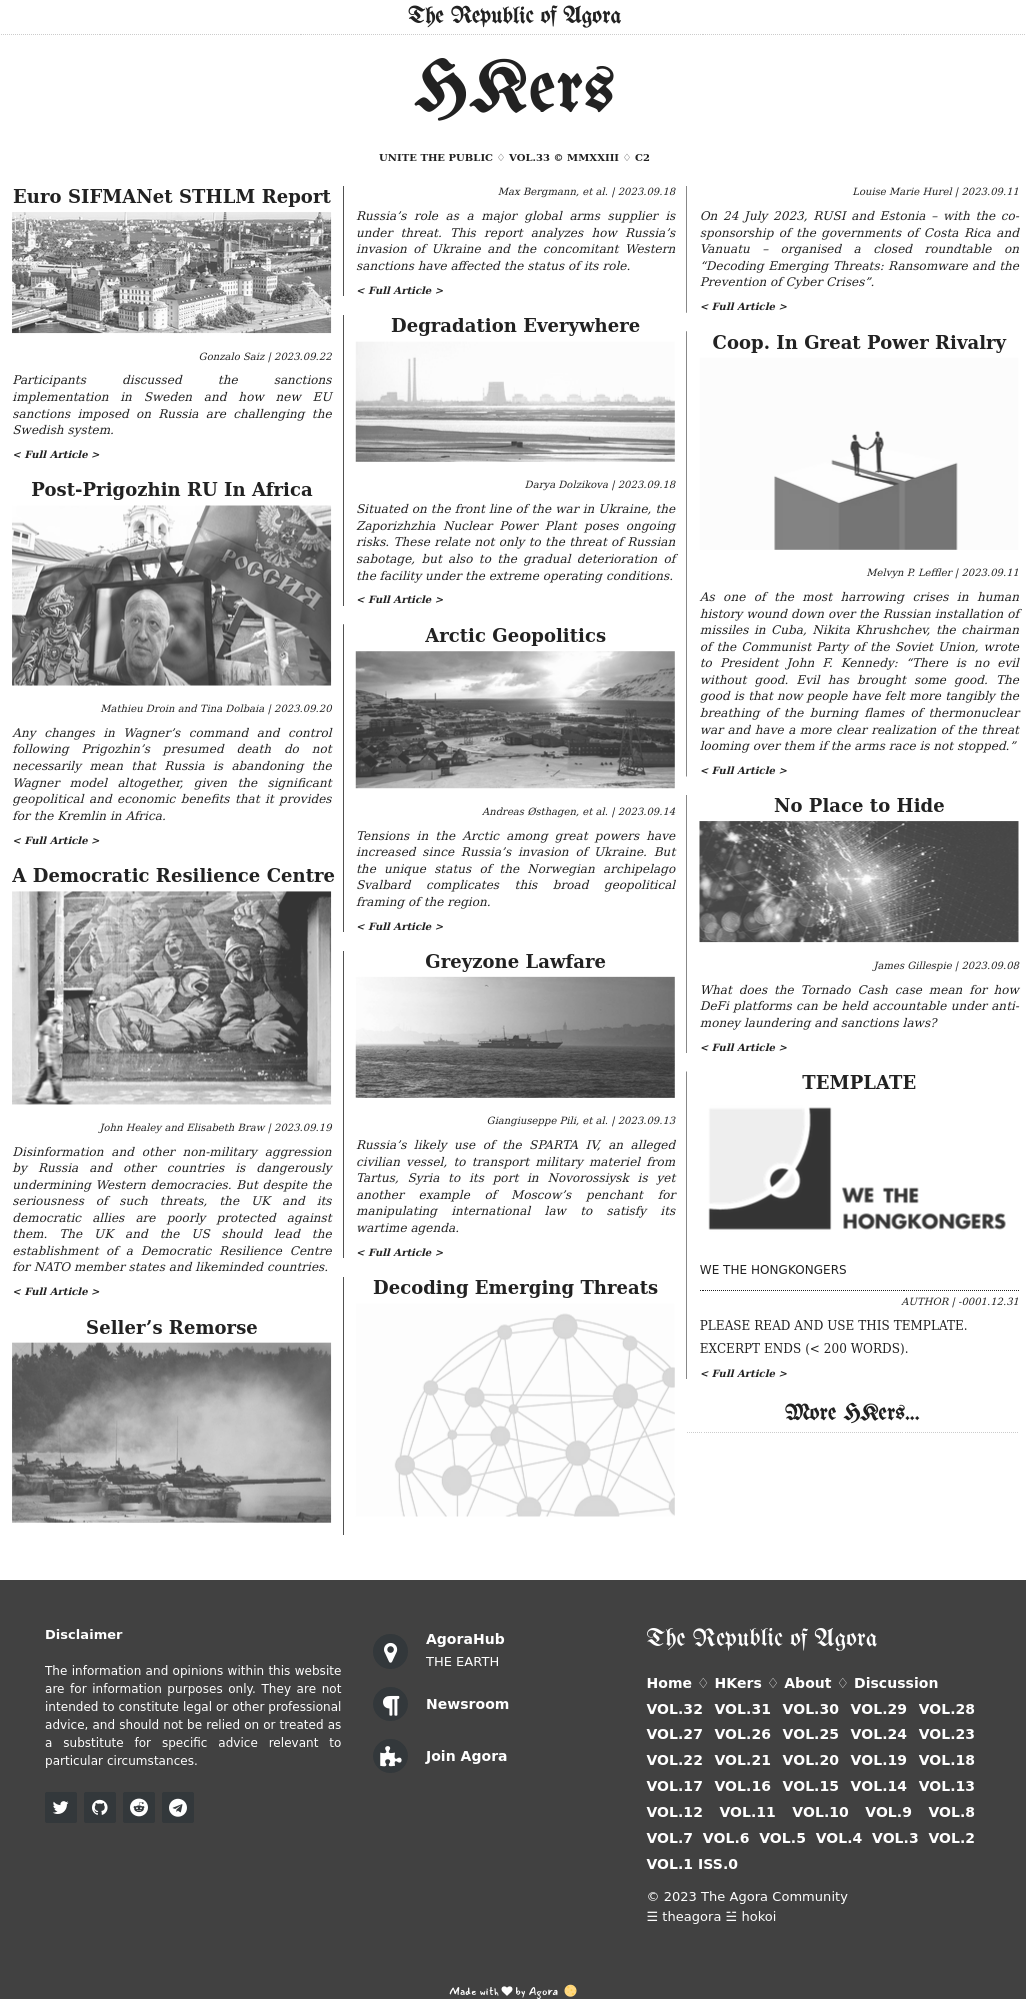 The Republic of Agora
HKers
UNITE THE PUBLIC ♢ VOL.33 © MMXXIII ♢ C2
Euro SIFMANet STHLM Report
Gonzalo Saiz | 2023.09.22
Participants discussed the sanctions
implementation in Sweden and how new EU
sanctions imposed on Russia are challenging the
Swedish system.
< Full Article >
Post-Prigozhin RU In Africa
РОССИЯ
Mathieu Droin and Tina Dolbaia | 2023.09.20
Any changes in Wagner’s command and control
following Prigozhin’s presumed death do not
necessarily mean that Russia is abandoning the
Wagner model altogether, given the significant
geopolitical and economic benefits that it provides
for the Kremlin in Africa.
< Full Article >
A Democratic Resilience Centre
John Healey and Elisabeth Braw | 2023.09.19
Disinformation and other non-military aggression
by Russia and other countries is dangerously
undermining Western democracies. But despite the
seriousness of such threats, the UK and its
democratic allies are poorly protected against
them. The UK and the US should lead the
establishment of a Democratic Resilience Centre
for NATO member states and likeminded countries.
< Full Article >
Seller’s Remorse
Max Bergmann, et al. | 2023.09.18
Russia’s role as a major global arms supplier is
under threat. This report analyzes how Russia’s
invasion of Ukraine and the concomitant Western
sanctions have affected the status of its role.
< Full Article >
Degradation Everywhere
Darya Dolzikova | 2023.09.18
Situated on the front line of the war in Ukraine, the
Zaporizhzhia Nuclear Power Plant poses ongoing
risks. These relate not only to the threat of Russian
sabotage, but also to the gradual deterioration of
the facility under the extreme operating conditions.
< Full Article >
Arctic Geopolitics
Andreas Østhagen, et al. | 2023.09.14
Tensions in the Arctic among great powers have
increased since Russia’s invasion of Ukraine. But
the unique status of the Norwegian archipelago
Svalbard complicates this broad geopolitical
framing of the region.
< Full Article >
Greyzone Lawfare
Giangiuseppe Pili, et al. | 2023.09.13
Russia’s likely use of the SPARTA IV, an alleged
civilian vessel, to transport military materiel from
Tartus, Syria to its port in Novorossiysk is yet
another example of Moscow’s penchant for
manipulating international law to satisfy its
wartime agenda.
< Full Article >
Decoding Emerging Threats
Louise Marie Hurel | 2023.09.11
On 24 July 2023, RUSI and Estonia – with the co-
sponsorship of the governments of Costa Rica and
Vanuatu – organised a closed roundtable on
“Decoding Emerging Threats: Ransomware and the
Prevention of Cyber Crises”.
< Full Article >
Coop. In Great Power Rivalry
Melvyn P. Leffler | 2023.09.11
As one of the most harrowing crises in human
history wound down over the Russian installation of
missiles in Cuba, Nikita Khrushchev, the chairman
of the Communist Party of the Soviet Union, wrote
to President John F. Kennedy: “There is no evil
without good. Evil has brought some good. The
good is that now people have felt more tangibly the
breathing of the burning flames of thermonuclear
war and have a more clear realization of the threat
looming over them if the arms race is not stopped.”
< Full Article >
No Place to Hide
James Gillespie | 2023.09.08
What does the Tornado Cash case mean for how
DeFi platforms can be held accountable under anti-
money laundering and sanctions laws?
< Full Article >
TEMPLATE
WE THE
HONGKONGERS
WE THE HONGKONGERS
AUTHOR | -0001.12.31
PLEASE READ AND USE THIS TEMPLATE.
EXCERPT ENDS (< 200 WORDS).
< Full Article >
More HKers...
Disclaimer
The information and opinions within this website
are for information purposes only. They are not
intended to constitute legal or other professional
advice, and should not be relied on or treated as
a substitute for specific advice relevant to
particular circumstances.
AgoraHub
THE EARTH
Newsroom
Join Agora
The Republic of Agora
Home ♢ HKers ♢ About ♢ Discussion
VOL.32 VOL.31 VOL.30 VOL.29 VOL.28
VOL.27 VOL.26 VOL.25 VOL.24 VOL.23
VOL.22 VOL.21 VOL.20 VOL.19 VOL.18
VOL.17 VOL.16 VOL.15 VOL.14 VOL.13
VOL.12 VOL.11 VOL.10 VOL.9 VOL.8
VOL.7 VOL.6 VOL.5 VOL.4 VOL.3 VOL.2
VOL.1 ISS.0
© 2023 The Agora Community
☰ theagora ☱ hokoi
Made with ♥ by Agora